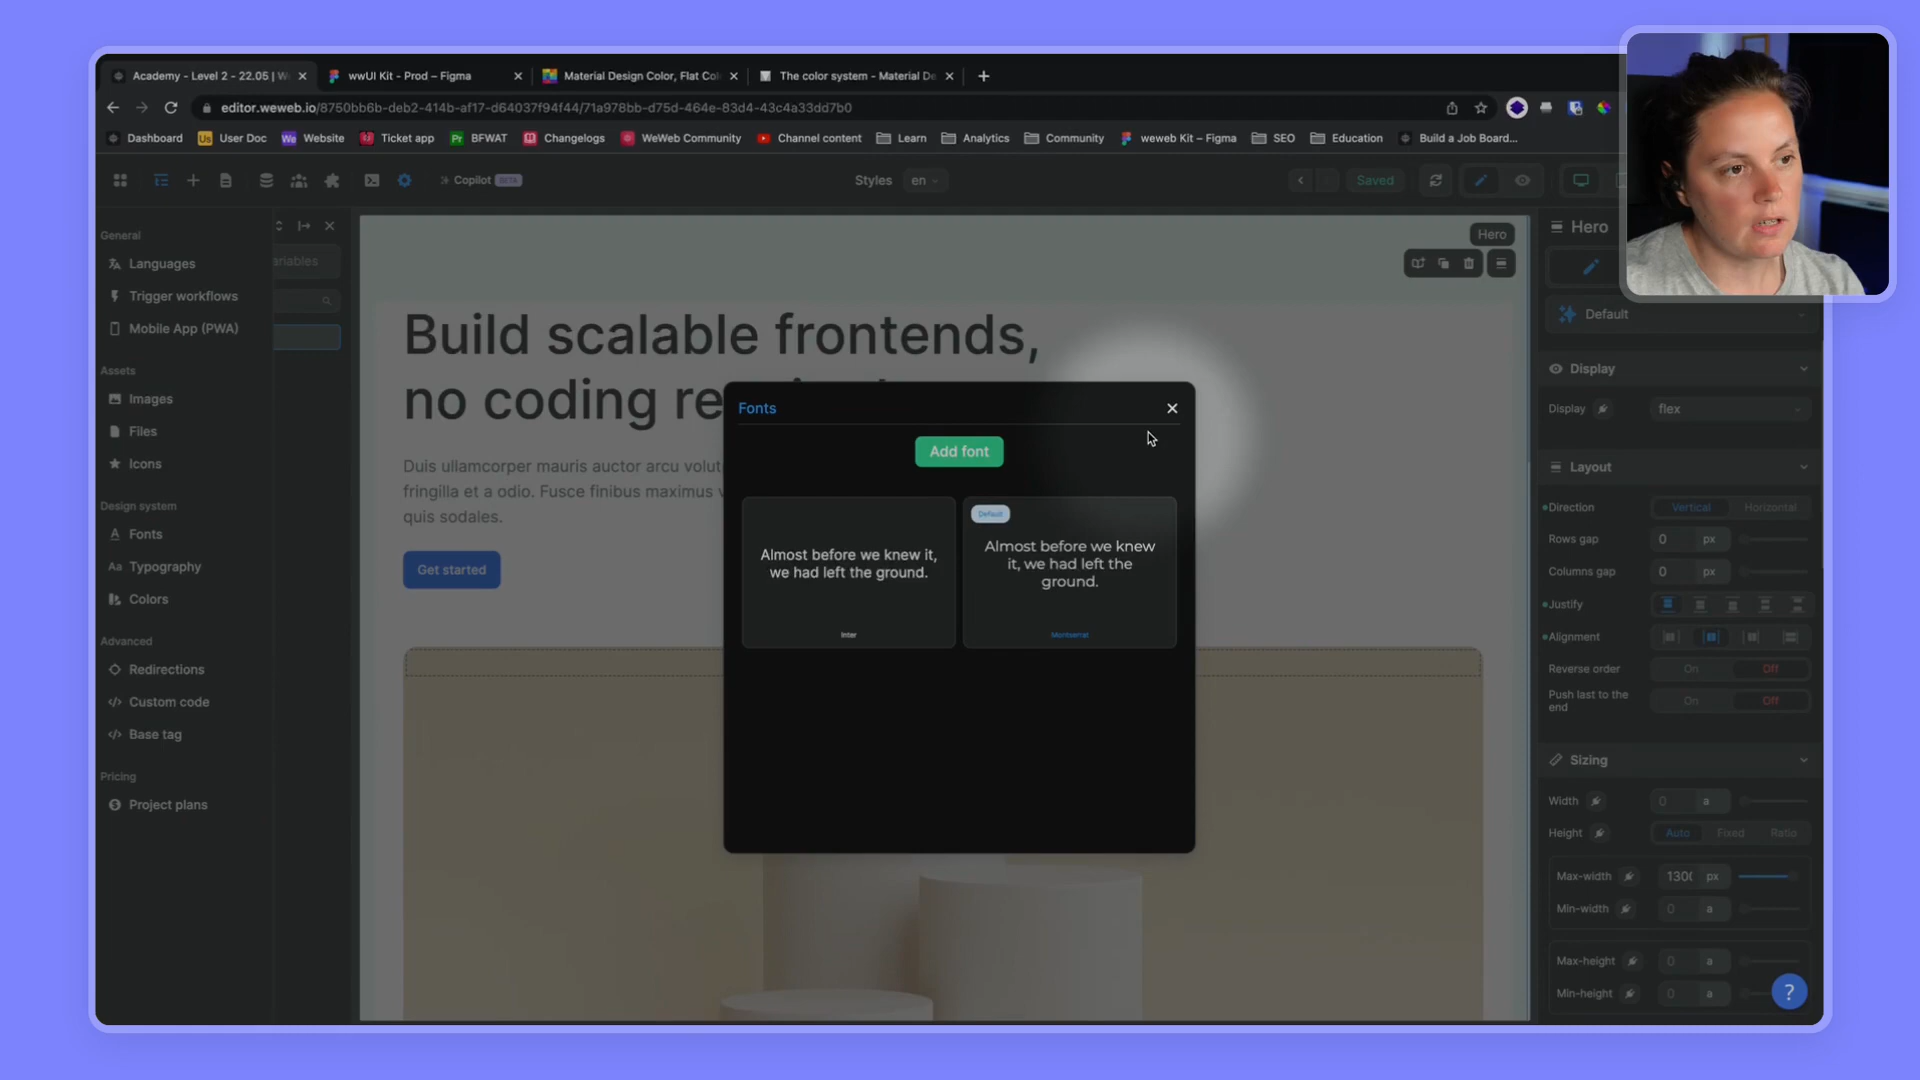 Academy - Level 2 - 22.05 | W
wwUI Kit - Prod – Figma
Material Design Color, Flat Col
The color system - Material De
editor.weweb.io/8750bb6b-deb2-414b-af17-d64037f94f44/71a978bb-d75d-464e-83d4-43c4a33dd7b0
Dashboard
User Doc
Website
Ticket app
BFWAT
Changelogs
WeWeb Community
Channel content
Learn
Analytics
Community
weweb Kit – Figma
SEO
Education
Build a Job Board...
Copilot BETA
Styles
en
Saved
General
Languages
Trigger workflows
Mobile App (PWA)
Assets
Images
Files
Icons
Design system
Fonts
Typography
Colors
Advanced
Redirections
Custom code
Base tag
Pricing
Project plans
ariables
Hero
Build scalable frontends,
no coding re
Duis ullamcorper mauris auctor arcu volut
fringilla et a odio. Fusce finibus maximus v
quis sodales.
Get started
Fonts
Add font
Almost before we knew it,
we had left the ground.
Inter
Default
Almost before we knew
it, we had left the
ground.
Montserrat
Hero
Default
Display
Display flex
Layout
Direction Vertical Horizontal
Rows gap 0 px
Columns gap 0 px
Justify
Alignment
Reverse order On Off
Push last to the
end On Off
Sizing
Width 0 a
Height Auto Fixed Ratio
Max-width 130 px
Min-width 0 a
Max-height 0 a
Min-height 0 a
?